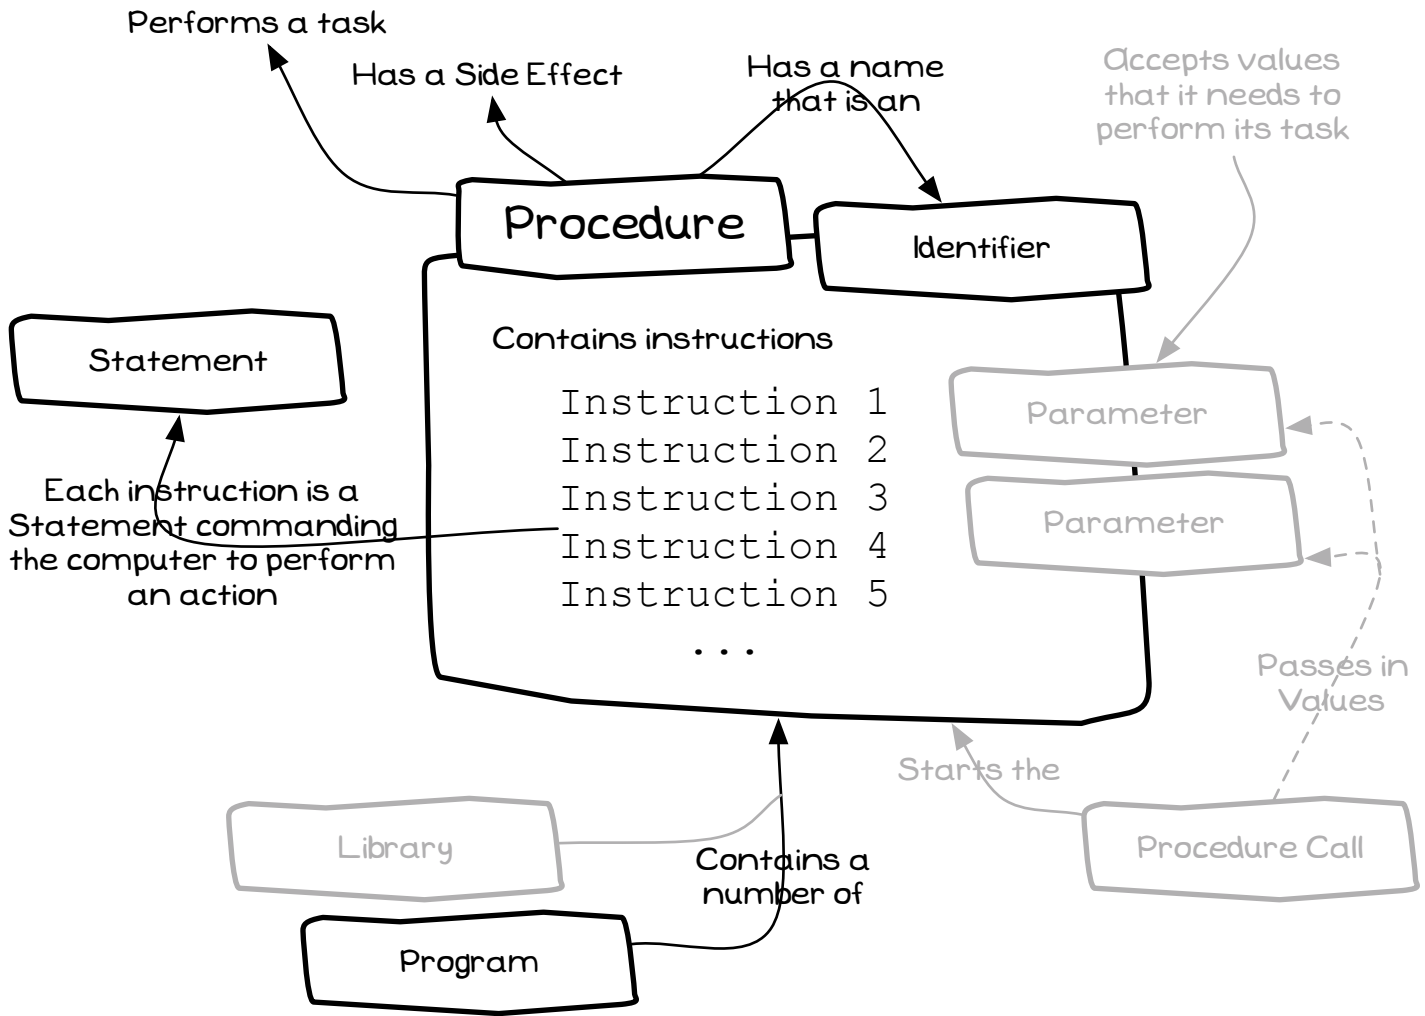 Performs a task
Has a Side Effect
Has a name
that is an
Accepts values
that it needs to
perform its task
Procedure
Identifier
Statement
Contains instructions
Instruction 1
Instruction 2
Instruction 3
Instruction 4
Instruction 5
...
Parameter
Parameter
Each instruction is a
Statement commanding
the computer to perform
an action
Passes in
Values
Starts the
Library
Contains a
number of
Procedure Call
Program